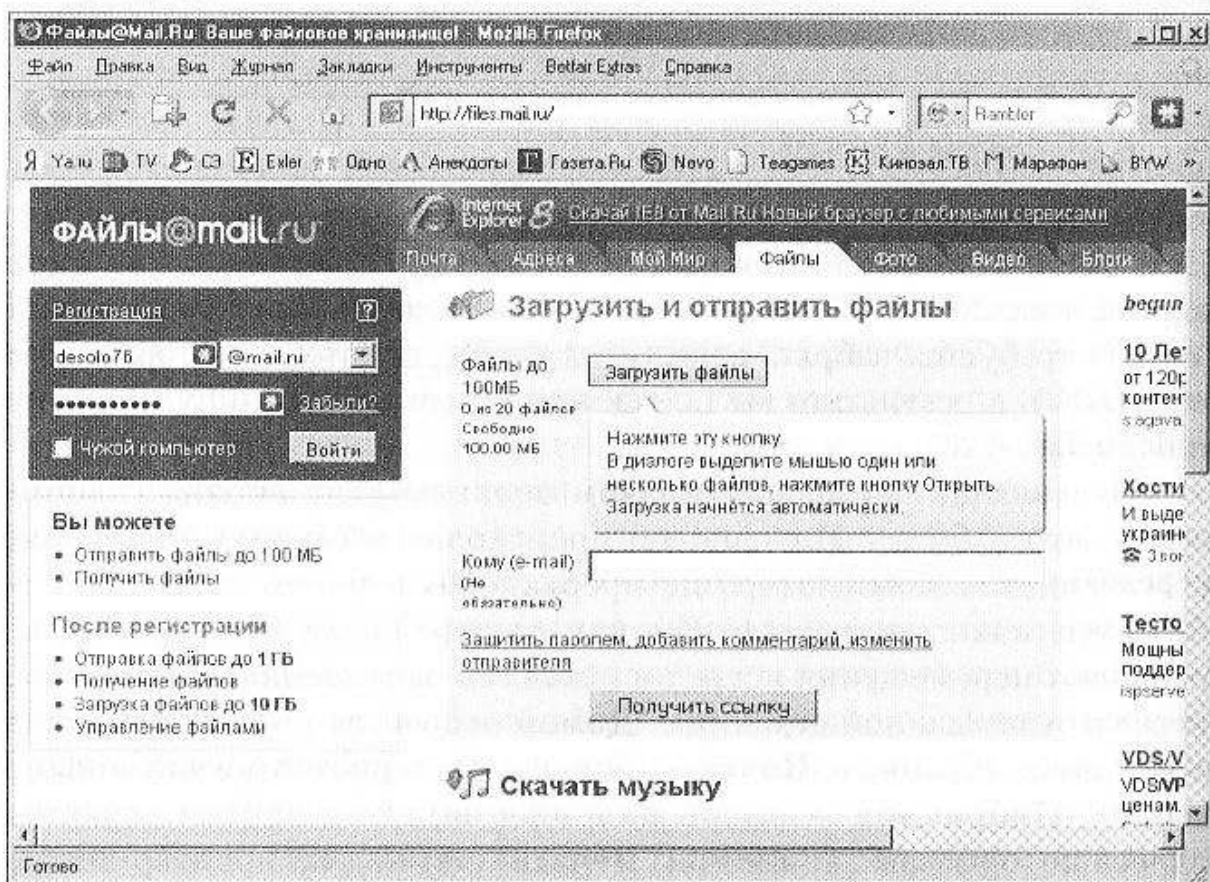 Файлы@Mail.Ru: Ваше файловое хранилище! - Mozilla Firefox
Файл Правка Вид Журнал Закладки Инструменты Betfair Extras Справка
http://files.mail.ru/
Rambler
Ya.ru TV СЭ Exler Одно Анекдоты Газета.Ru Novo Teagames Кинозал.ТВ Марафон BYW »
ФАЙЛЫ@mail.ru
Internet Explorer 8 Скачай IE8 от Mail.Ru Новый браузер с любимыми сервисами
Почта Адреса Мой Мир Файлы Фото Видео Блоги
Регистрация ?
desolo76 @mail.ru
Забыли?
Чужой компьютер Войти
Вы можете
Отправить файлы до 100 МБ
Получить файлы
После регистрации
Отправка файлов до 1 ГБ
Получение файлов
Загрузка файлов до 10 ГБ
Управление файлами
Загрузить и отправить файлы
Файлы до
100МБ
0 из 20 файлов
Свободно
100.00 МБ
Загрузить файлы
Нажмите эту кнопку.
В диалоге выделите мышью один или
несколько файлов, нажмите кнопку Открыть.
Загрузка начнётся автоматически.
Кому (e-mail)
(Не
обязательно)
Защитить паролем, добавить комментарий, изменить
отправителя
Получить ссылку
Скачать музыку
begun
10 Ле
от 120р
контен
Хости
И выде
украин
Тесто
Мощны
поддер
ispserve
VDS/V
VDS/VP
ценам.
Готово